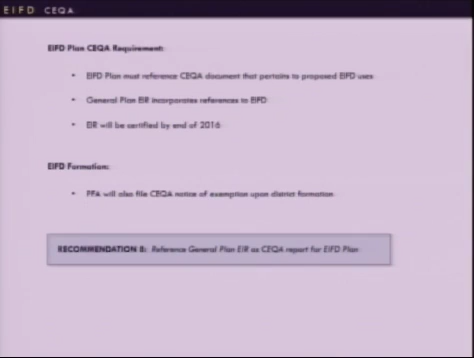 EIFD CEQA
EIFD Plan CEQA Requirement:
• EIFD Plan must reference CEQA document that pertains to proposed EIFD uses
• General Plan EIR incorporates references to EIFD
• EIR will be certified by end of 2016
EIFD Formation:
• PFA will also file CEQA notice of exemption upon district formation
RECOMMENDATION 8: Reference General Plan EIR as CEQA report for EIFD Plan